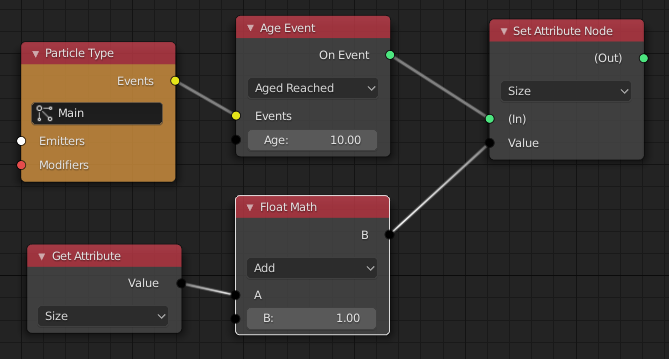 Particle Type
Events
Main
Emitters
Modifiers
Age Event
On Event
Aged Reached
Events
Age: 10.00
Set Attribute Node
(Out)
Size
(In)
Value
Get Attribute
Value
Size
Float Math
B
Add
A
B: 1.00